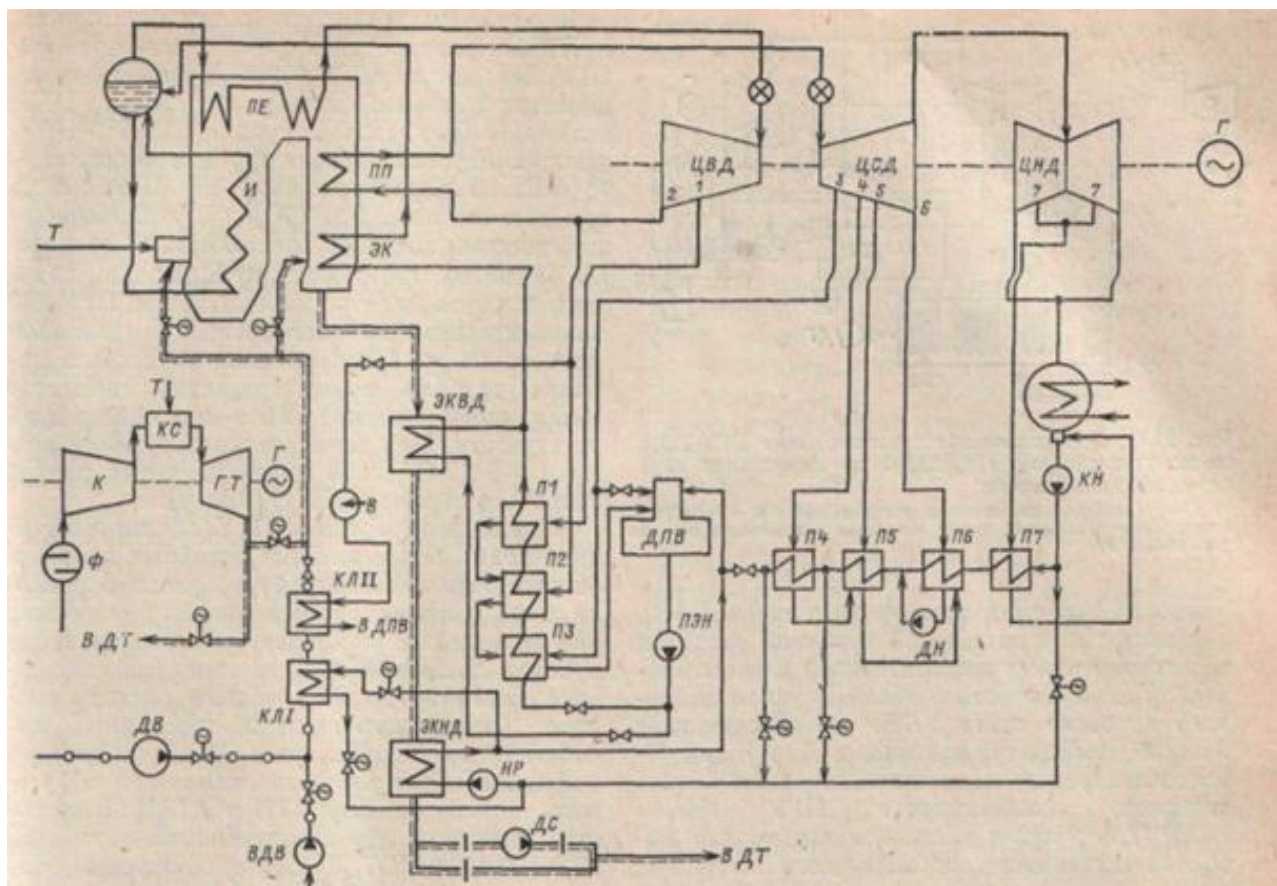 ПЕ
ПП
И
ЭК
Т
ЦВД
2
1
ЦСД
3
4
5
6
ЦНД
7
7
Г
Т
КС
К
ГТ
Г
Ф
В ДТ
ЭКВД
В
КЛII
В ДПВ
КЛI
ДВ
ВДВ
П1
П2
П3
ДПВ
ПЭН
П4
П5
П6
П7
ДН
КН
ЭКНД
НР
ДС
В ДТ